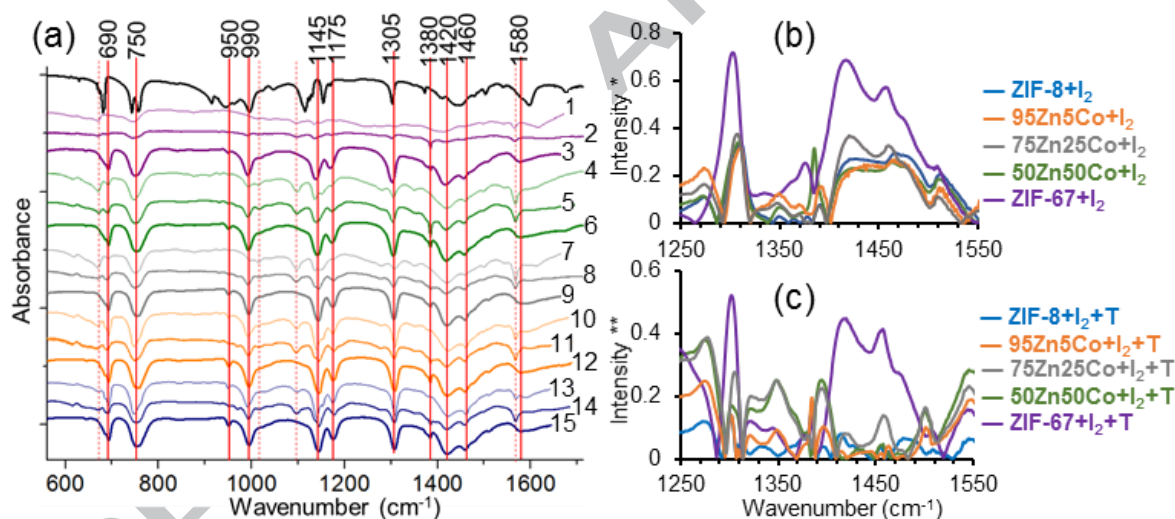 (a)
690
750
950
990
1145
1175
1305
1380
1420
1460
1580
1
2
3
4
5
6
7
8
9
10
11
12
13
14
15
Absorbance
600 800 1000 1200 1400 1600
Wavenumber (cm⁻¹)
(b)
0.8
0.6
0.4
0.2
0
Intensity *
1250 1350 1450 1550
ZIF-8+I₂
95Zn5Co+I₂
75Zn25Co+I₂
50Zn50Co+I₂
ZIF-67+I₂
(c)
0.6
0.4
0.2
0
Intensity **
1250 1350 1450 1550
Wavenumber (cm⁻¹)
ZIF-8+I₂+T
95Zn5Co+I₂+T
75Zn25Co+I₂+T
50Zn50Co+I₂+T
ZIF-67+I₂+T